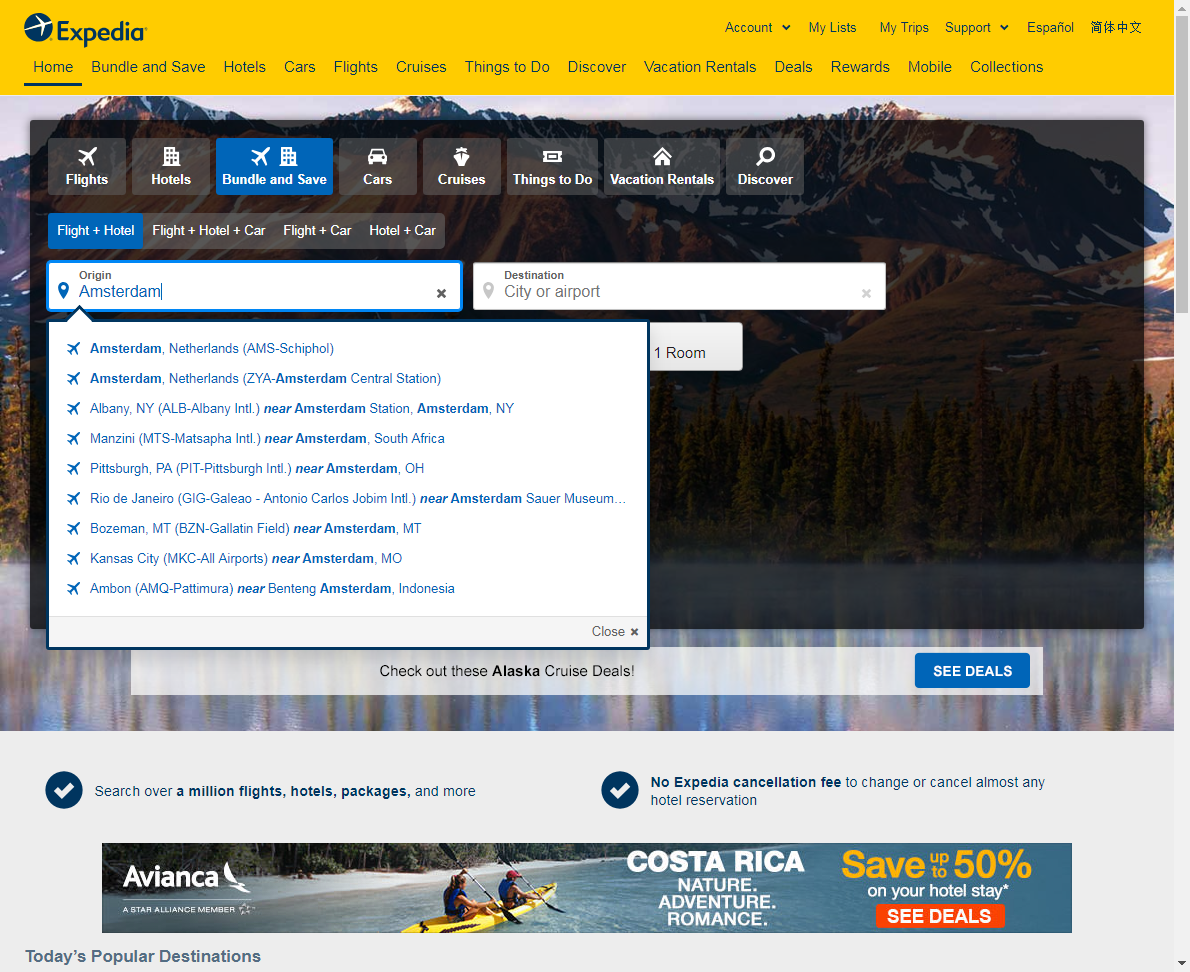 Expedia
Account My Lists My Trips Support Español 简体中文
Home Bundle and Save Hotels Cars Flights Cruises Things to Do Discover Vacation Rentals Deals Rewards Mobile Collections
Flights Hotels Bundle and Save Cars Cruises Things to Do Vacation Rentals Discover
Flight + Hotel Flight + Hotel + Car Flight + Car Hotel + Car
Origin
Amsterdam
Destination
City or airport
1 Room
Amsterdam, Netherlands (AMS-Schiphol)
Amsterdam, Netherlands (ZYA-Amsterdam Central Station)
Albany, NY (ALB-Albany Intl.) near Amsterdam Station, Amsterdam, NY
Manzini (MTS-Matsapha Intl.) near Amsterdam, South Africa
Pittsburgh, PA (PIT-Pittsburgh Intl.) near Amsterdam, OH
Rio de Janeiro (GIG-Galeao - Antonio Carlos Jobim Intl.) near Amsterdam Sauer Museum...
Bozeman, MT (BZN-Gallatin Field) near Amsterdam, MT
Kansas City (MKC-All Airports) near Amsterdam, MO
Ambon (AMQ-Pattimura) near Benteng Amsterdam, Indonesia
Close
Check out these Alaska Cruise Deals!
SEE DEALS
Search over a million flights, hotels, packages, and more
No Expedia cancellation fee to change or cancel almost any
hotel reservation
Avianca
A STAR ALLIANCE MEMBER
COSTA RICA
NATURE.
ADVENTURE.
ROMANCE.
Save up to 50%
on your hotel stay*
SEE DEALS
Today's Popular Destinations